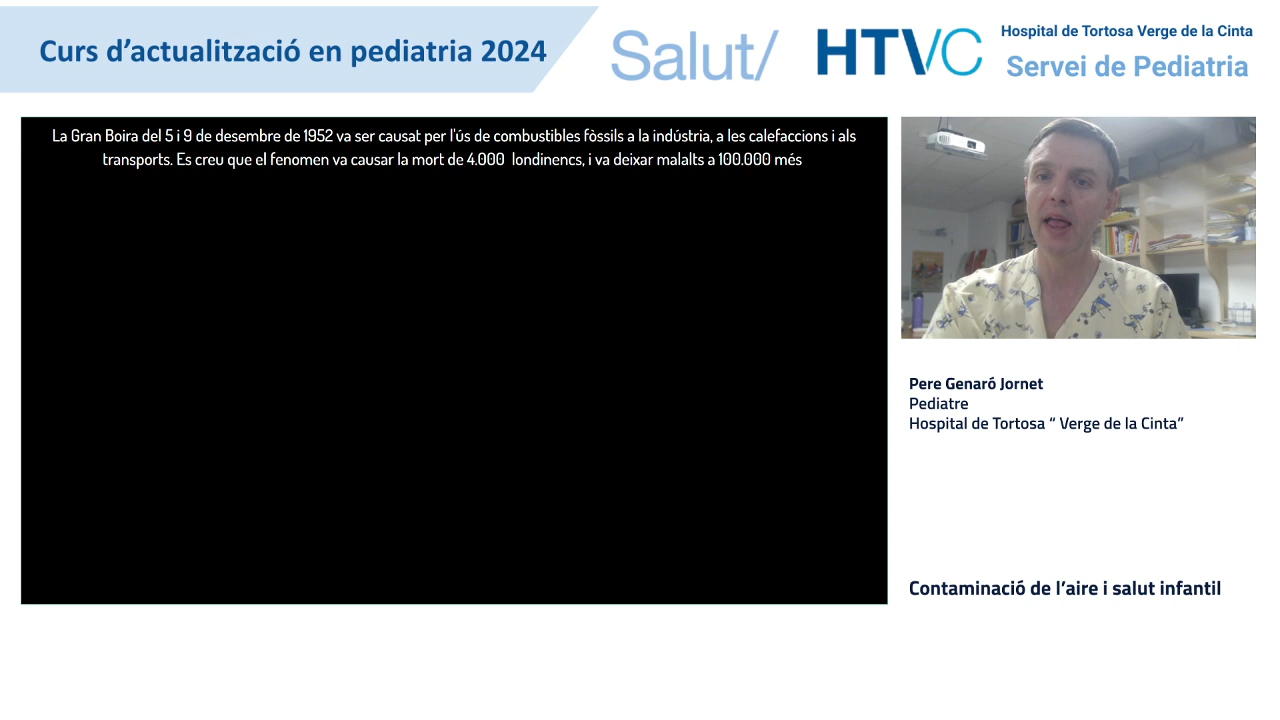 Curs d’actualització en pediatria 2024
Salut/
HTVC
Hospital de Tortosa Verge de la Cinta
Servei de Pediatria
La Gran Boira del 5 i 9 de desembre de 1952 va ser causat per l'ús de combustibles fòssils a la indústria, a les calefaccions i als
transports. Es creu que el fenomen va causar la mort de 4.000 londinencs, i va deixar malalts a 100.000 més
Pere Genaró Jornet
Pediatre
Hospital de Tortosa “ Verge de la Cinta”
Contaminació de l’aire i salut infantil